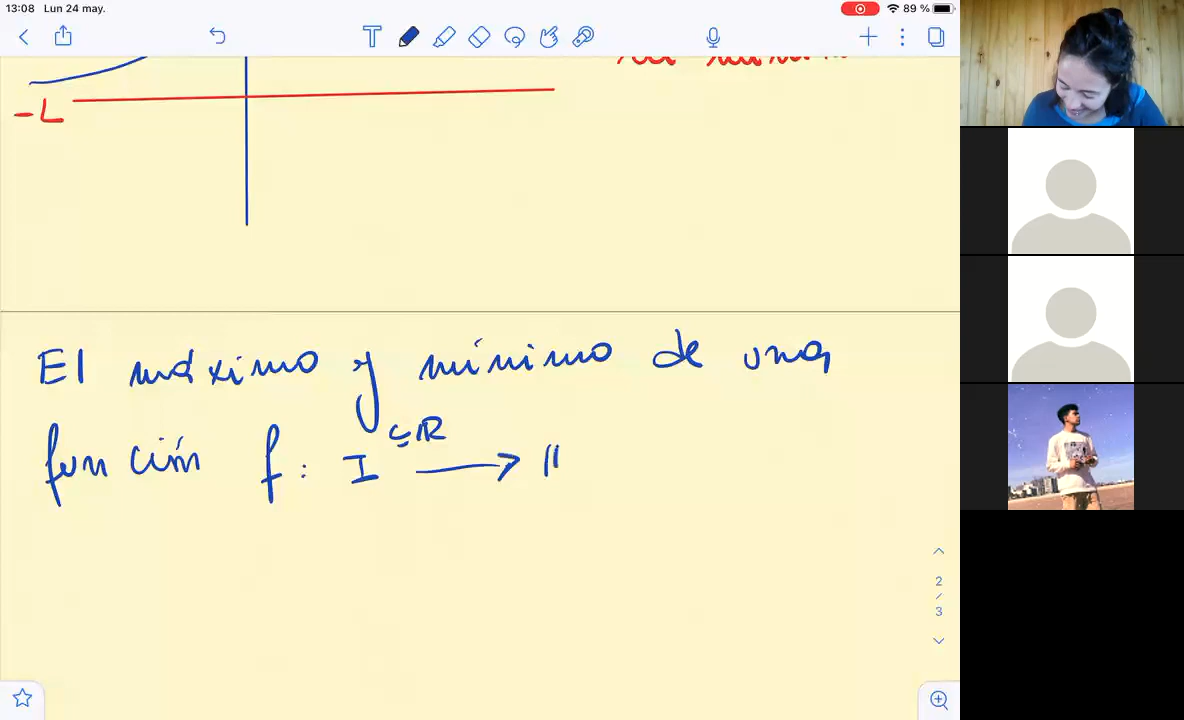 13:08 Lun 24 may. 89 %
-L
El máximo y mínimo de una
función f: I ⊆ℝ →
2
/
3